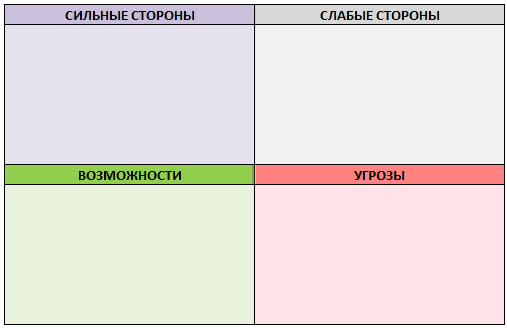 СИЛЬНЫЕ СТОРОНЫ
СЛАБЫЕ СТОРОНЫ
ВОЗМОЖНОСТИ
УГРОЗЫ